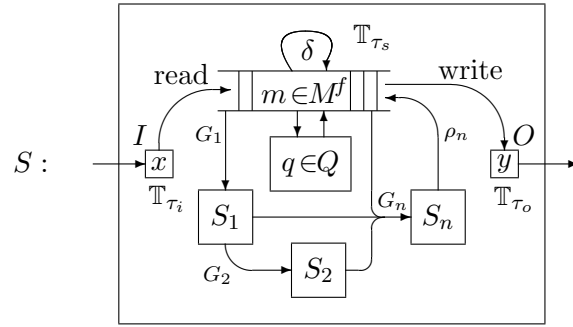 δ 𝕋_{τ_s}
read m∈M^f write
I G_1 ρ_n O
S : x q∈Q y
𝕋_{τ_i} G_n 𝕋_{τ_o}
S_1 S_n
G_2 S_2